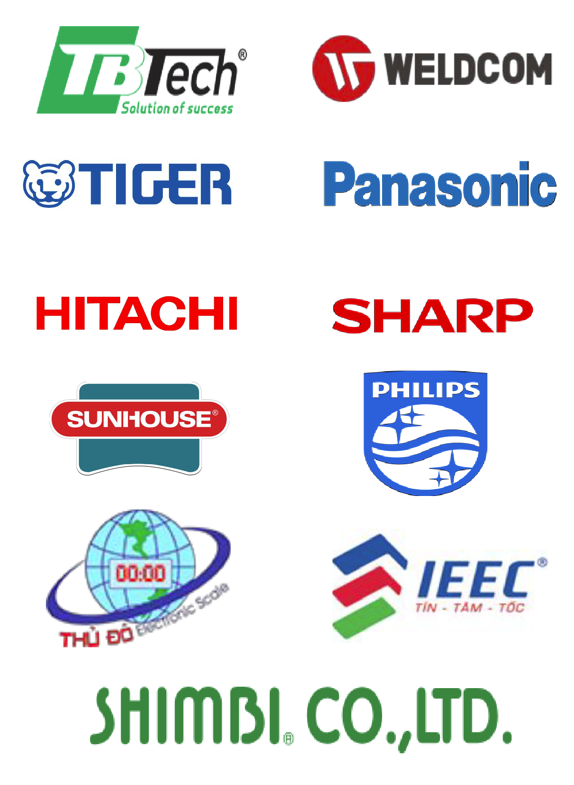 TBTech®
Solution of success
WELDCOM
TIGER
Panasonic
HITACHI
SHARP
SUNHOUSE®
PHILIPS
00:00
THỦ ĐÔ Electronic Scale
IEEC®
TÍN - TÂM - TỐC
SHIMBI® CO.,LTD.